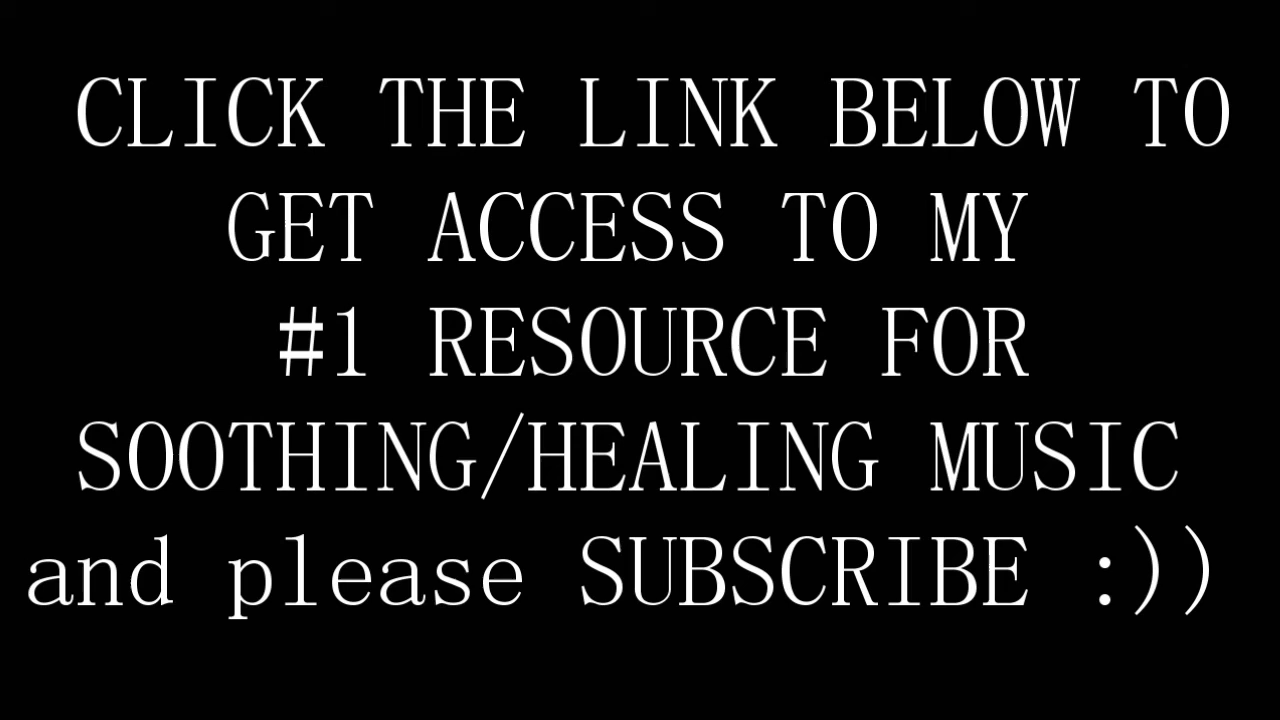 CLICK THE LINK BELOW TO
GET ACCESS TO MY
#1 RESOURCE FOR
SOOTHING/HEALING MUSIC
and please SUBSCRIBE :))